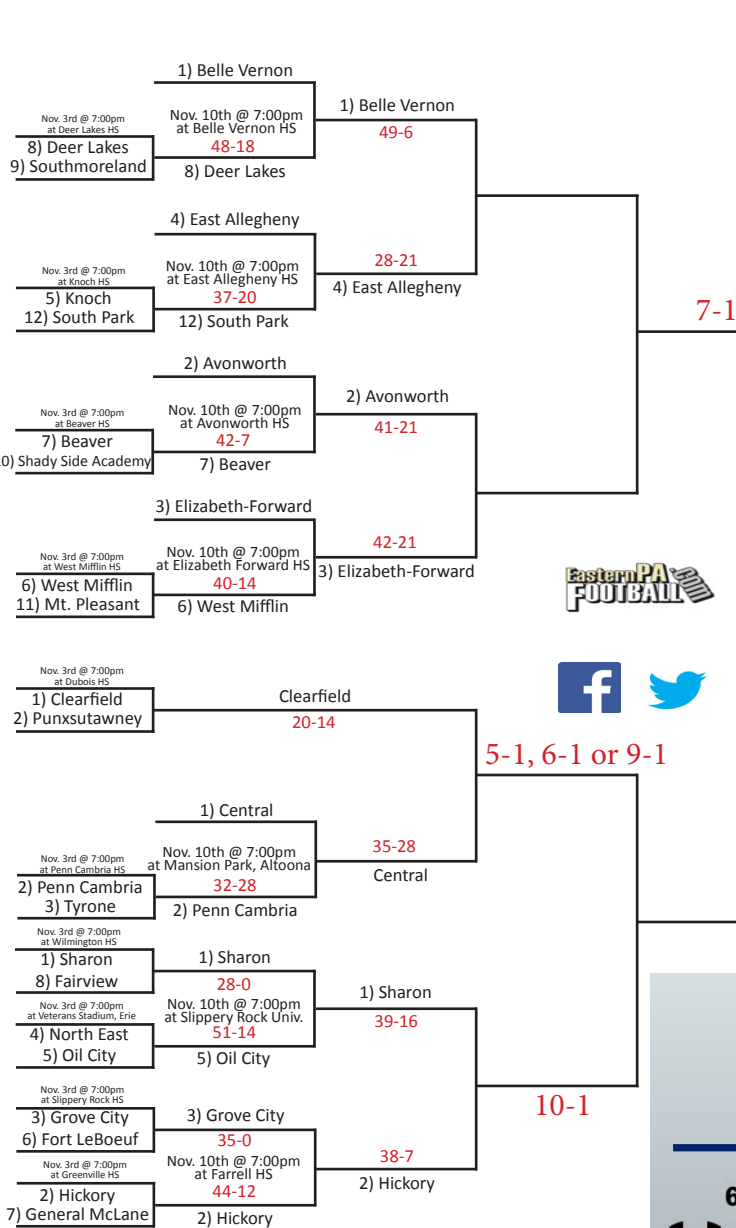 1) Belle Vernon
Nov. 3rd @ 7:00pm
at Deer Lakes HS
8) Deer Lakes
9) Southmoreland
Nov. 10th @ 7:00pm
at Belle Vernon HS
48-18
8) Deer Lakes
1) Belle Vernon
49-6
4) East Allegheny
Nov. 3rd @ 7:00pm
at Knoch HS
5) Knoch
12) South Park
Nov. 10th @ 7:00pm
at East Allegheny HS
37-20
12) South Park
28-21
4) East Allegheny
7-1
2) Avonworth
Nov. 3rd @ 7:00pm
at Beaver HS
7) Beaver
0) Shady Side Academy
Nov. 10th @ 7:00pm
at Avonworth HS
42-7
7) Beaver
2) Avonworth
41-21
3) Elizabeth-Forward
Nov. 3rd @ 7:00pm
at West Mifflin HS
6) West Mifflin
11) Mt. Pleasant
Nov. 10th @ 7:00pm
at Elizabeth Forward HS
40-14
6) West Mifflin
42-21
3) Elizabeth-Forward
EasternPA
FOOTBALL
.com
f
Nov. 3rd @ 7:00pm
at Dubois HS
1) Clearfield
2) Punxsutawney
Clearfield
20-14
5-1, 6-1 or 9-1
1) Central
Nov. 3rd @ 7:00pm
at Penn Cambria HS
2) Penn Cambria
3) Tyrone
Nov. 10th @ 7:00pm
at Mansion Park, Altoona
32-28
2) Penn Cambria
35-28
Central
Nov. 3rd @ 7:00pm
at Wilmington HS
1) Sharon
8) Fairview
1) Sharon
28-0
Nov. 3rd @ 7:00pm
at Veterans Stadium, Erie
4) North East
5) Oil City
Nov. 10th @ 7:00pm
at Slippery Rock Univ.
51-14
5) Oil City
1) Sharon
39-16
Nov. 3rd @ 7:00pm
at Slippery Rock HS
3) Grove City
6) Fort LeBoeuf
3) Grove City
35-0
Nov. 3rd @ 7:00pm
at Greenville HS
2) Hickory
7) General McLane
Nov. 10th @ 7:00pm
at Farrell HS
44-12
2) Hickory
38-7
2) Hickory
10-1
6